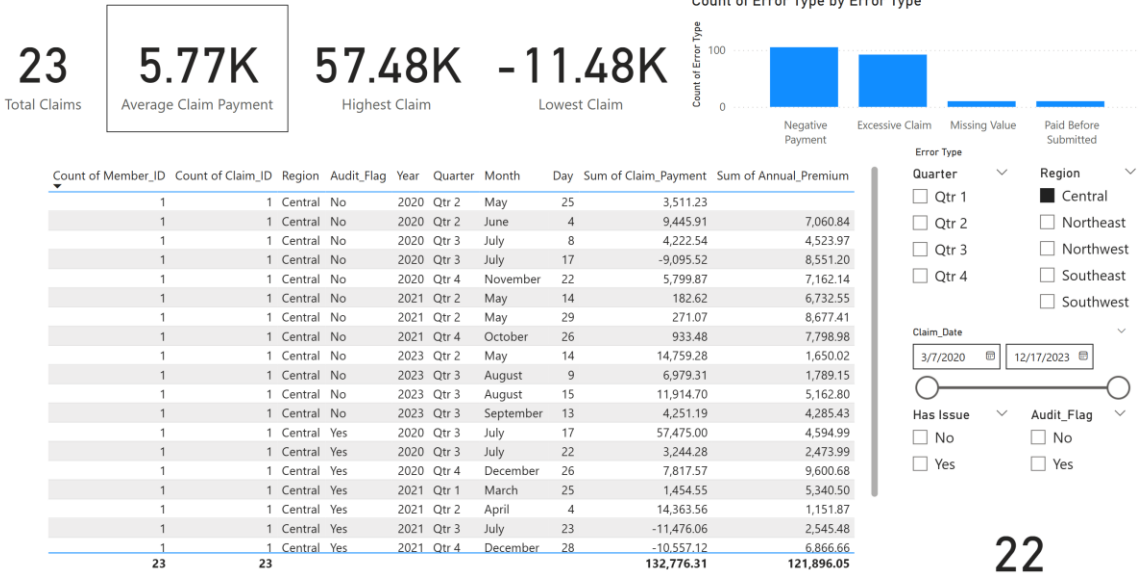 Count of Error Type by Error Type
23
Total Claims
5.77K
Average Claim Payment
57.48K
Highest Claim
-11.48K
Lowest Claim
Count of Error Type
100
0
Negative Payment
Excessive Claim
Missing Value
Paid Before Submitted
Error Type
Count of Member_ID Count of Claim_ID Region Audit_Flag Year Quarter Month Day Sum of Claim_Payment Sum of Annual_Premium
1 1 Central No 2020 Qtr 2 May 25 3,511.23
1 1 Central No 2020 Qtr 2 June 4 9,445.91 7,060.84
1 1 Central No 2020 Qtr 3 July 8 4,222.54 4,523.97
1 1 Central No 2020 Qtr 3 July 17 -9,095.52 8,551.20
1 1 Central No 2020 Qtr 4 November 22 5,799.87 7,162.14
1 1 Central No 2021 Qtr 2 May 14 182.62 6,732.55
1 1 Central No 2021 Qtr 2 May 29 271.07 8,677.41
1 1 Central No 2021 Qtr 4 October 26 933.48 7,798.98
1 1 Central No 2023 Qtr 2 May 14 14,759.28 1,650.02
1 1 Central No 2023 Qtr 3 August 9 6,979.31 1,789.15
1 1 Central No 2023 Qtr 3 August 15 11,914.70 5,162.80
1 1 Central No 2023 Qtr 3 September 13 4,251.19 4,285.43
1 1 Central Yes 2020 Qtr 3 July 17 57,475.00 4,594.99
1 1 Central Yes 2020 Qtr 3 July 22 3,244.28 2,473.99
1 1 Central Yes 2020 Qtr 4 December 26 7,817.57 9,600.68
1 1 Central Yes 2021 Qtr 1 March 25 1,454.55 5,340.50
1 1 Central Yes 2021 Qtr 2 April 4 14,363.56 1,151.87
1 1 Central Yes 2021 Qtr 3 July 23 -11,476.06 2,545.48
1 1 Central Yes 2021 Qtr 4 December 28 -10,557.12 6,866.66
23 23 132,776.31 121,896.05
Quarter
Qtr 1
Qtr 2
Qtr 3
Qtr 4
Region
Central
Northeast
Northwest
Southeast
Southwest
Claim_Date
3/7/2020 12/17/2023
Has Issue
No
Yes
Audit_Flag
No
Yes
22